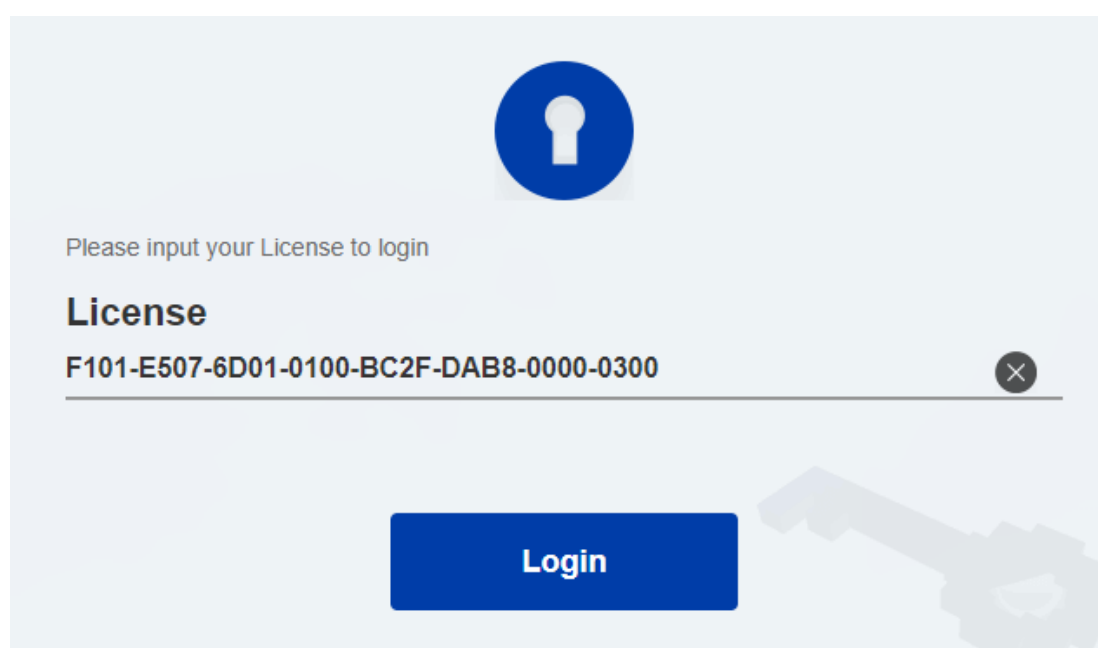 Please input your License to login
License
F101-E507-6D01-0100-BC2F-DAB8-0000-0300
Login